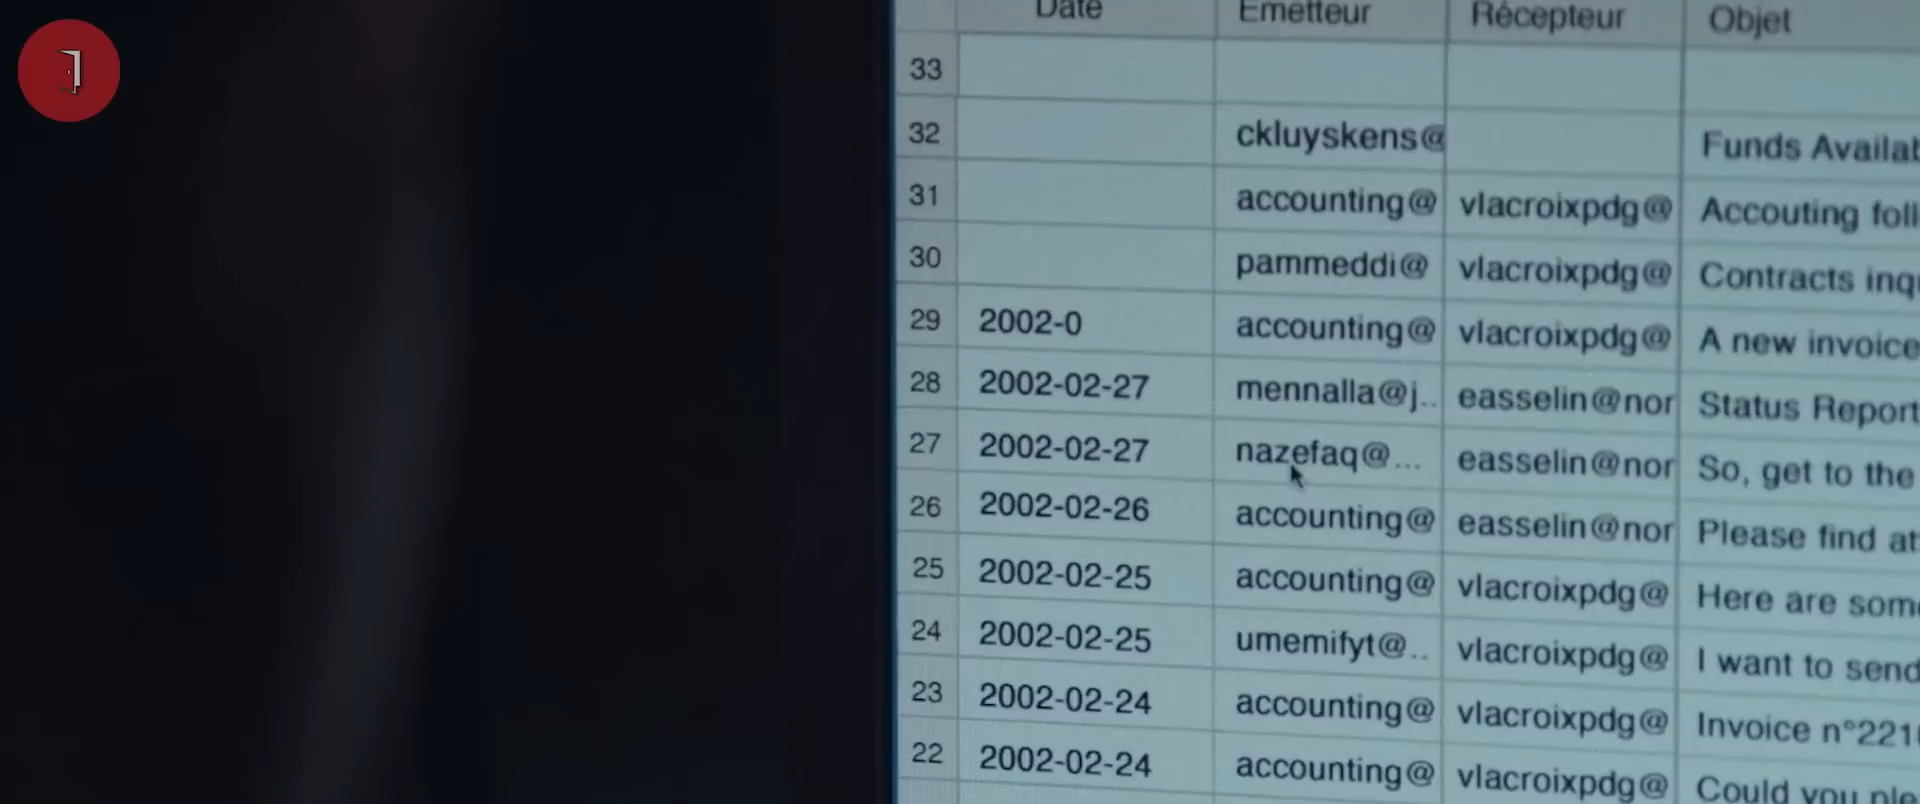 Date Emetteur Récepteur Objet
33
32 ckluyskens@ Funds Availab
31 accounting@ vlacroixpdg@ Accouting foll
30 pammeddi@ vlacroixpdg@ Contracts inq
29 2002-0 accounting@ vlacroixpdg@ A new invoice
28 2002-02-27 mennalla@j.. easselin@nor Status Report
27 2002-02-27 nazefaq@... easselin@nor So, get to the
26 2002-02-26 accounting@ easselin@nor Please find at
25 2002-02-25 accounting@ vlacroixpdg@ Here are some
24 2002-02-25 umemifyt@.. vlacroixpdg@ I want to send
23 2002-02-24 accounting@ vlacroixpdg@ Invoice n°221
22 2002-02-24 accounting@ vlacroixpdg@ Could you ple